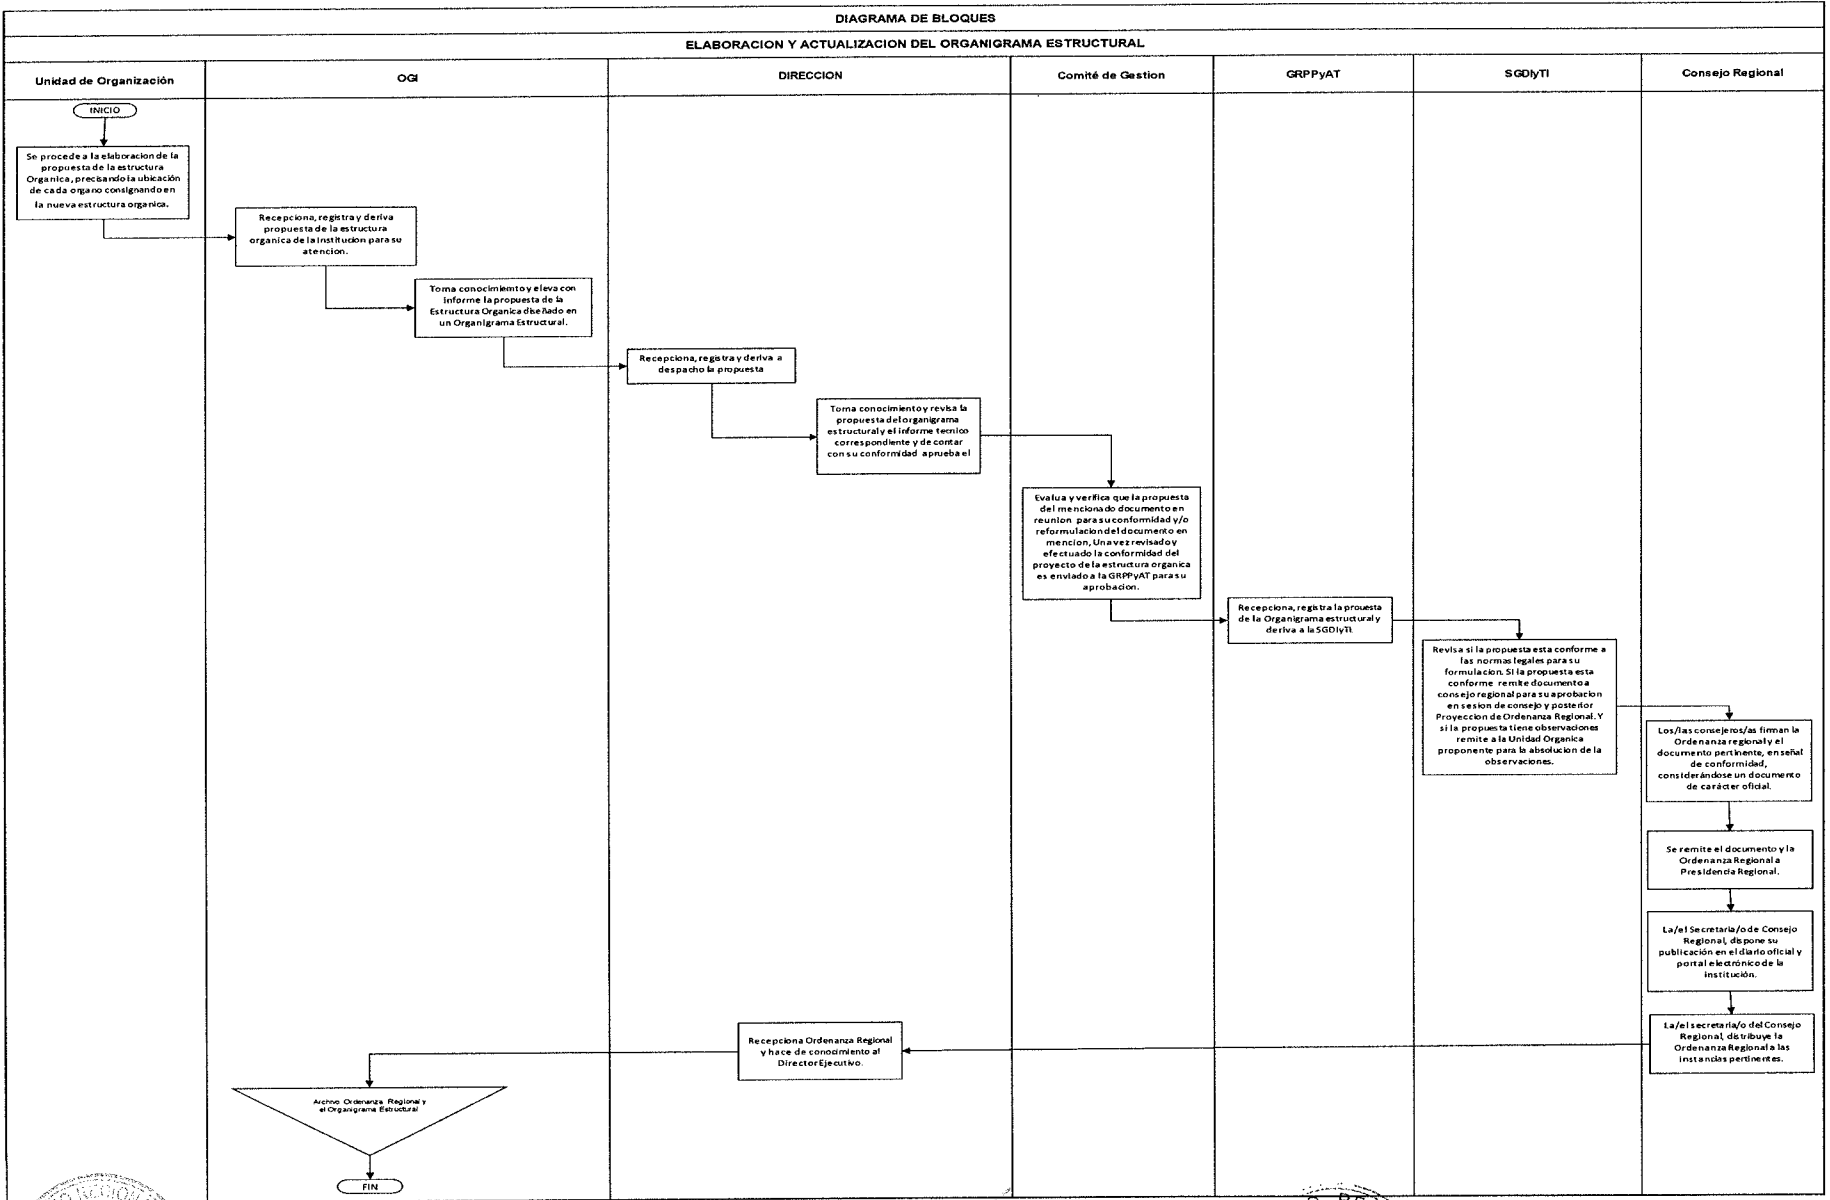 DIAGRAMA DE BLOQUES
ELABORACION Y ACTUALIZACION DEL ORGANIGRAMA ESTRUCTURAL
Unidad de Organización
OGI
DIRECCION
Comité de Gestion
GRPPyAT
SGDIyTI
Consejo Regional
INICIO
Se procede a la elaboracion de la
propuesta de la estructura
Organica, precisando la ubicación
de cada organo consignando en
la nueva estructura organica.
Recepciona, registra y deriva
propuesta de la estructura
organica de la Institucion para su
atencion.
Toma conocimiemto y eleva con
informe la propuesta de la
Estructura Organica diseñado en
un Organigrama Estructural.
Recepciona, registra y deriva a
despacho la propuesta
Toma conocimiento y revisa la
propuesta del organigrama
estructural y el informe tecnico
correspondiente y de contar
con su conformidad aprueba el
Evalua y verifica que la propuesta
del mencionado documento en
reunion para su conformidad y/o
reformulacion del documento en
mencion, Una vez revisado y
efectuado la conformidad del
proyecto de la estructura organica
es enviado a la GRPPyAT para su
aprobacion.
Recepciona, registra la prouesta
de la Organigrama estructural y
deriva a la SGDIyTI.
Revisa si la propuesta esta conforme a
las normas legales para su
formulacion. Si la propuesta esta
conforme remite documento a
consejo regional para su aprobacion
en sesion de consejo y posterior
Proyeccion de Ordenanza Regional. Y
si la propuesta tiene observaciones
remite a la Unidad Organica
proponente para la absolucion de la
observaciones.
Los/las consejeros/as firman la
Ordenanza regional y el
documento pertinente, en señal
de conformidad,
considerándose un documento
de carácter oficial.
Se remite el documento y la
Ordenanza Regional a
Presidencia Regional.
La/el Secretaria/o de Consejo
Regional, dispone su
publicación en el diario oficial y
portal electrónico de la
institución.
La/el secretaria/o del Consejo
Regional, distribuye la
Ordenanza Regional a las
instancias pertinentes.
Recepciona Ordenanza Regional
y hace de conocimiento al
Director Ejecutivo.
Archivo Ordenanza Regional y
el Organigrama Estructural
FIN